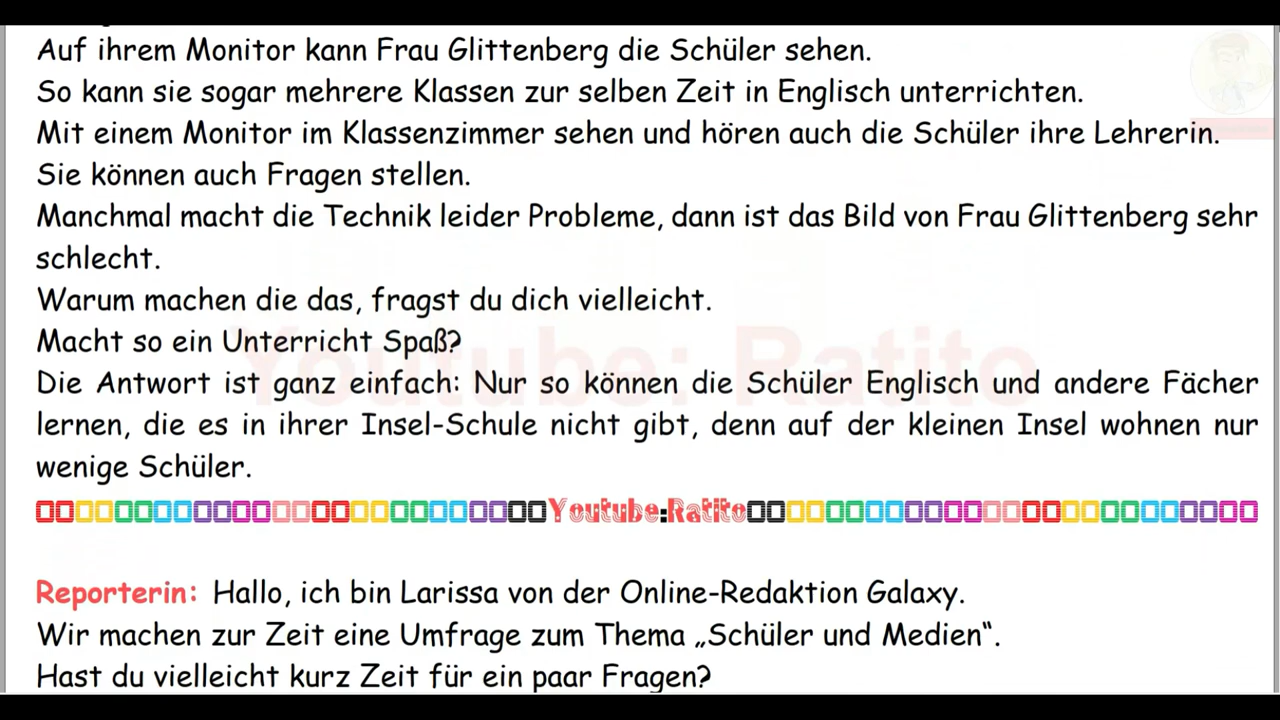 Auf ihrem Monitor kann Frau Glittenberg die Schüler sehen.
So kann sie sogar mehrere Klassen zur selben Zeit in Englisch unterrichten.
Mit einem Monitor im Klassenzimmer sehen und hören auch die Schüler ihre Lehrerin.
Sie können auch Fragen stellen.
Manchmal macht die Technik leider Probleme, dann ist das Bild von Frau Glittenberg sehr
schlecht.
Warum machen die das, fragst du dich vielleicht.
Youtube: Ratito
Macht so ein Unterricht Spaß?
Die Antwort ist ganz einfach: Nur so können die Schüler Englisch und andere Fächer
lernen, die es in ihrer Insel-Schule nicht gibt, denn auf der kleinen Insel wohnen nur
wenige Schüler.
Youtube:Ratito
Reporterin: Hallo, ich bin Larissa von der Online-Redaktion Galaxy.
Wir machen zur Zeit eine Umfrage zum Thema „Schüler und Medien“.
Hast du vielleicht kurz Zeit für ein paar Fragen?